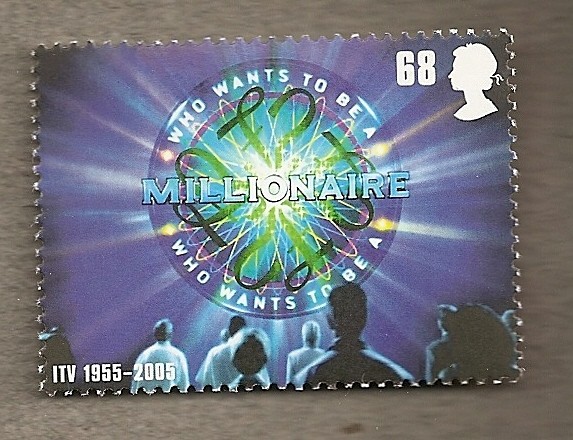 68
WHO WANTS TO BE A
MILLIONAIRE
WHO WANTS TO BE A
ITV 1955-2005